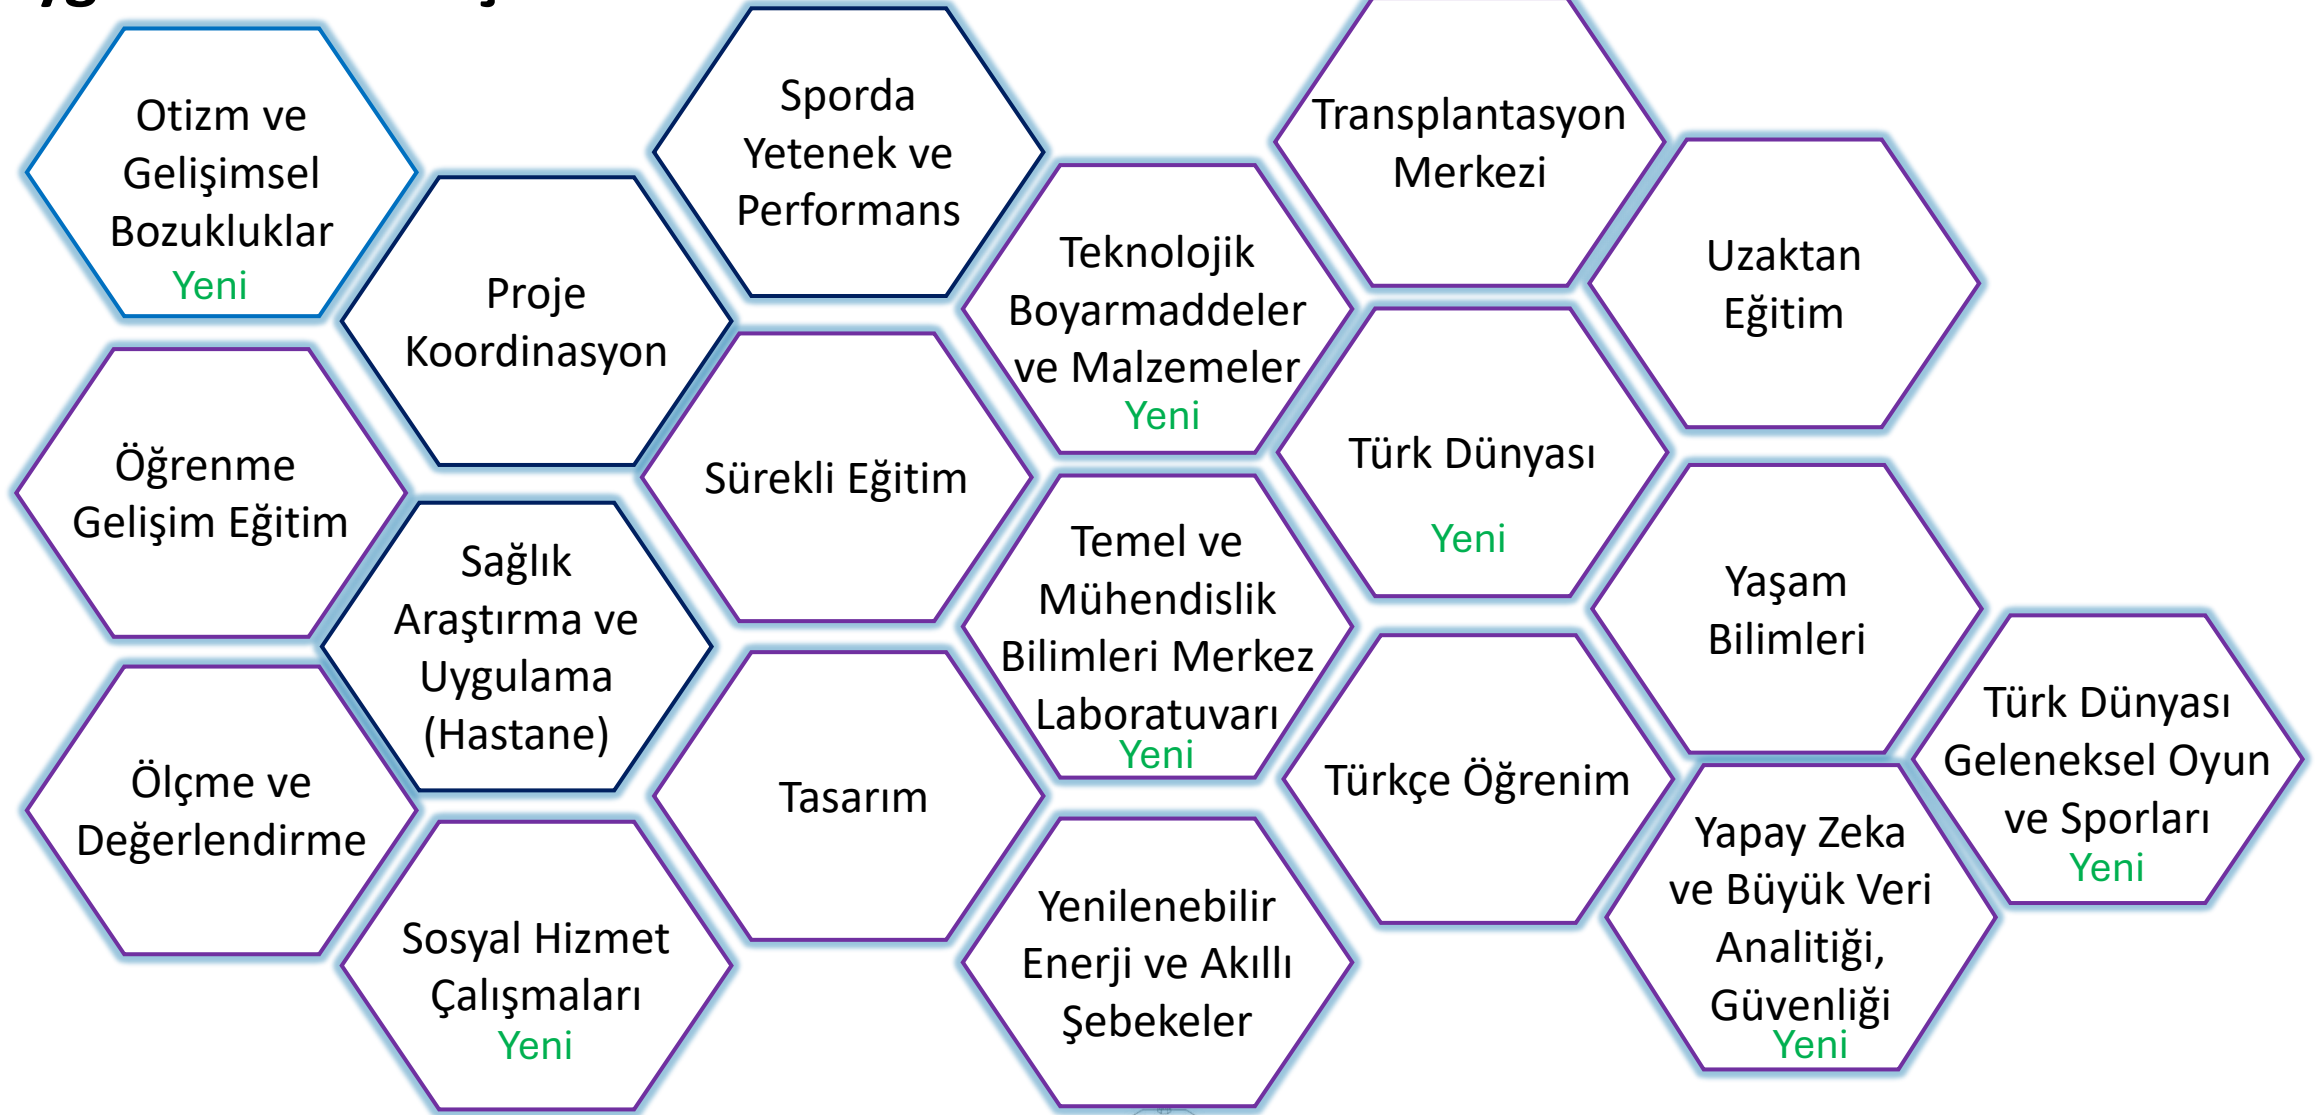 Otizm ve
Gelişimsel
Bozukluklar
Yeni
Öğrenme
Gelişim Eğitim
Ölçme ve
Değerlendirme
Proje
Koordinasyon
Sağlık
Araştırma ve
Uygulama
(Hastane)
Sosyal Hizmet
Çalışmaları
Yeni
Sporda
Yetenek ve
Performans
Sürekli Eğitim
Tasarım
Teknolojik
Boyarmaddeler
ve Malzemeler
Yeni
Temel ve
Mühendislik
Bilimleri Merkez
Laboratuvarı
Yeni
Yenilenebilir
Enerji ve Akıllı
Şebekeler
Transplantasyon
Merkezi
Türk Dünyası
Yeni
Türkçe Öğrenim
Uzaktan
Eğitim
Yaşam
Bilimleri
Yapay Zeka
ve Büyük Veri
Analitiği,
Güvenliği
Yeni
Türk Dünyası
Geleneksel Oyun
ve Sporları
Yeni